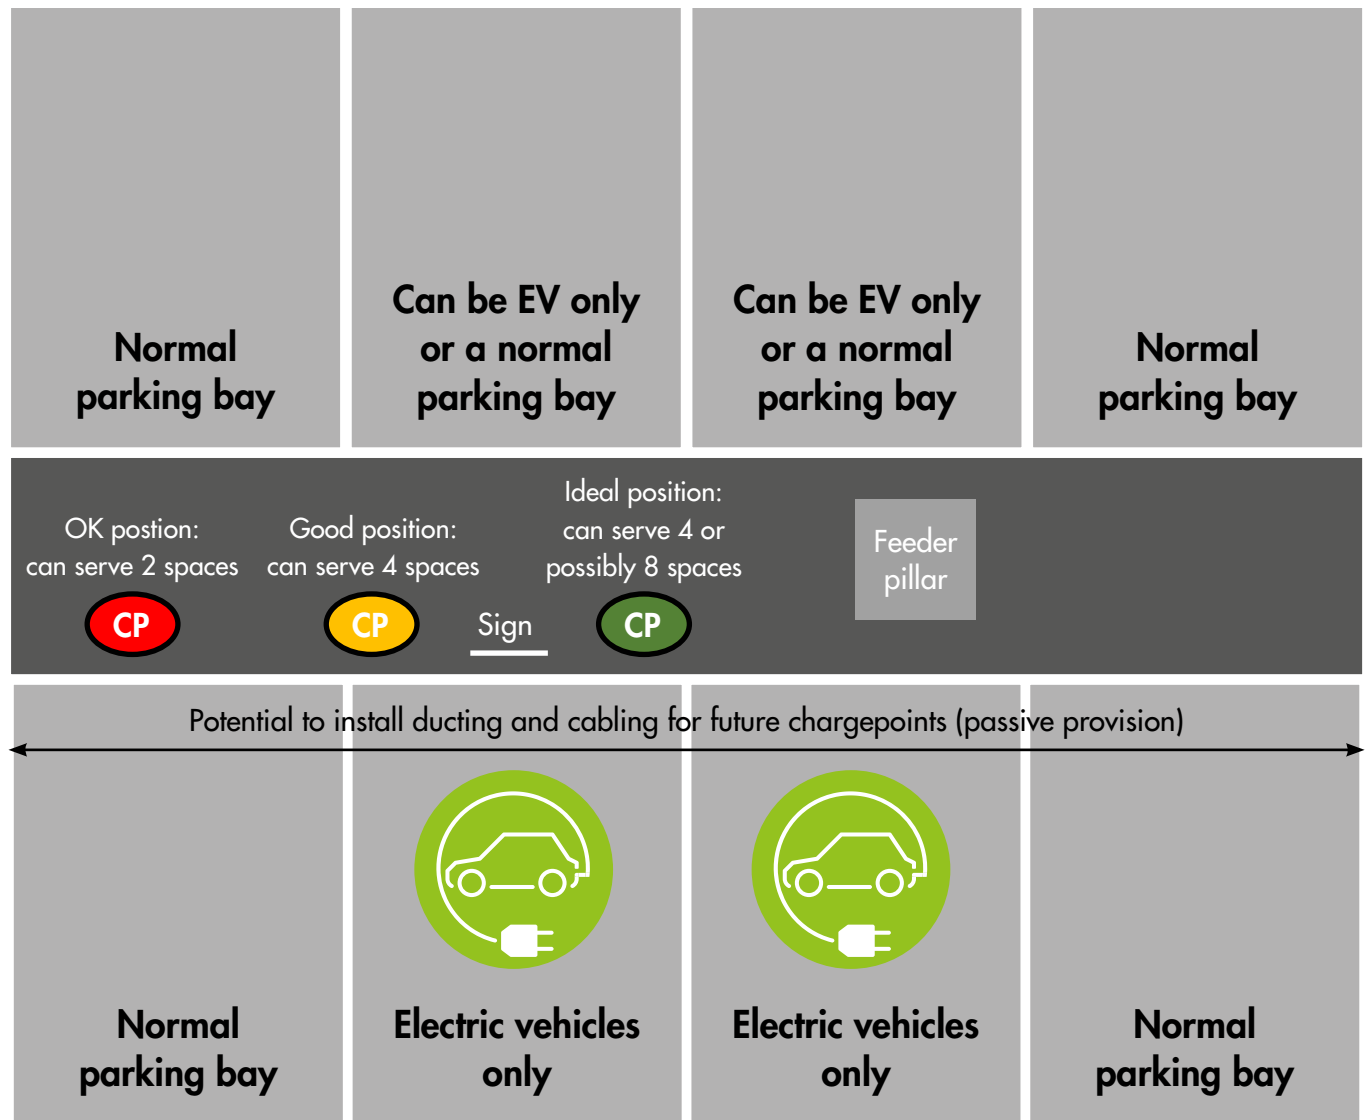 Normal
parking bay
Can be EV only
or a normal
parking bay
Can be EV only
or a normal
parking bay
Normal
parking bay
OK postion:
can serve 2 spaces
CP
Good position:
can serve 4 spaces
CP
Sign
Ideal position:
can serve 4 or
possibly 8 spaces
CP
Feeder
pillar
Potential to install ducting and cabling for future chargepoints (passive provision)
Normal
parking bay
Electric vehicles
only
Electric vehicles
only
Normal
parking bay